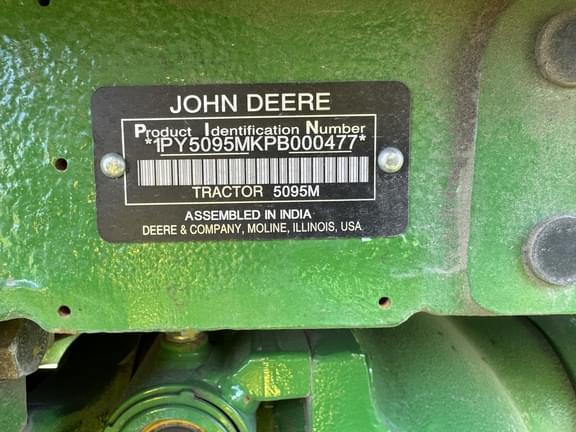 JOHN DEERE
Product Identification Number
*1PY5095MKPB000477*
TRACTOR 5095M
ASSEMBLED IN INDIA
DEERE & COMPANY, MOLINE, ILLINOIS, USA